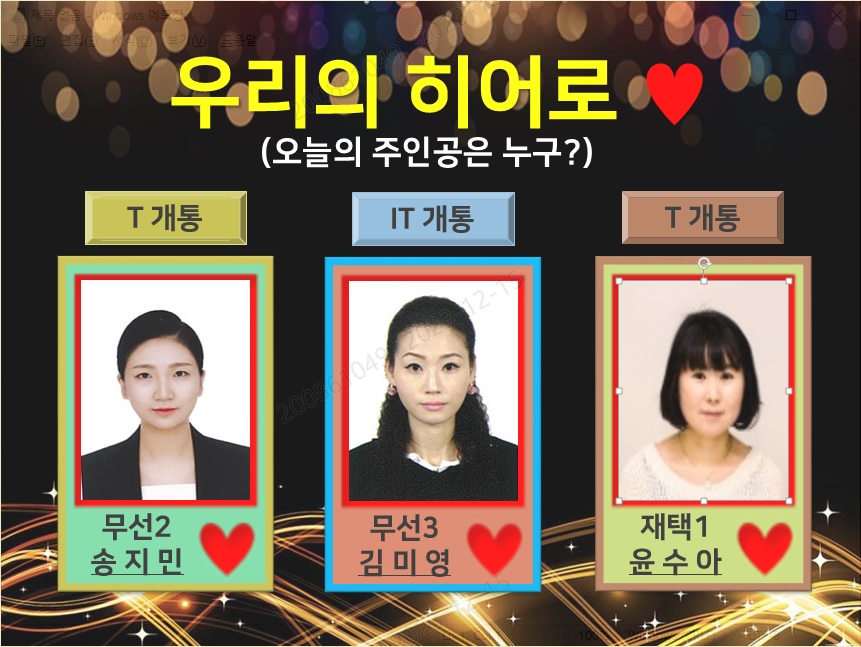 우리의 히어로
(오늘의 주인공은 누구?)
T 개통
IT 개통
T 개통
무선2
송 지 민
무선3
김 미 영
재택1
윤 수 아